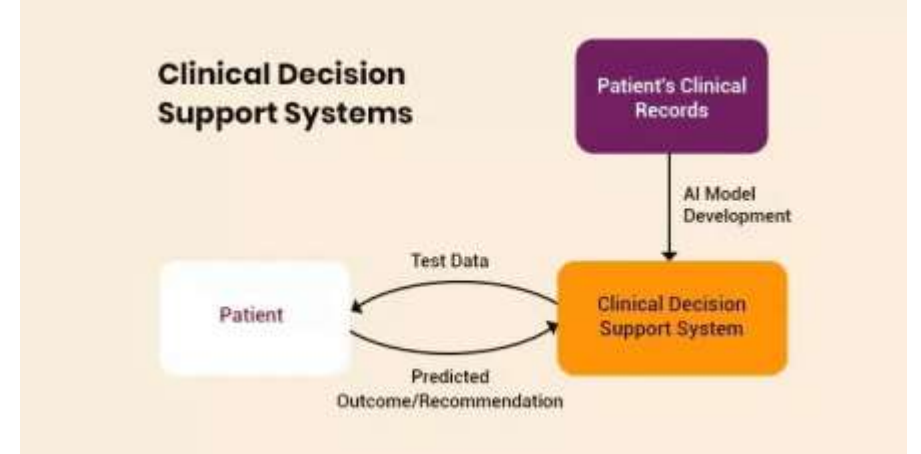 Clinical Decision
Support Systems
Patient's Clinical
Records
AI Model
Development
Test Data
Patient
Clinical Decision
Support System
Predicted
Outcome/Recommendation